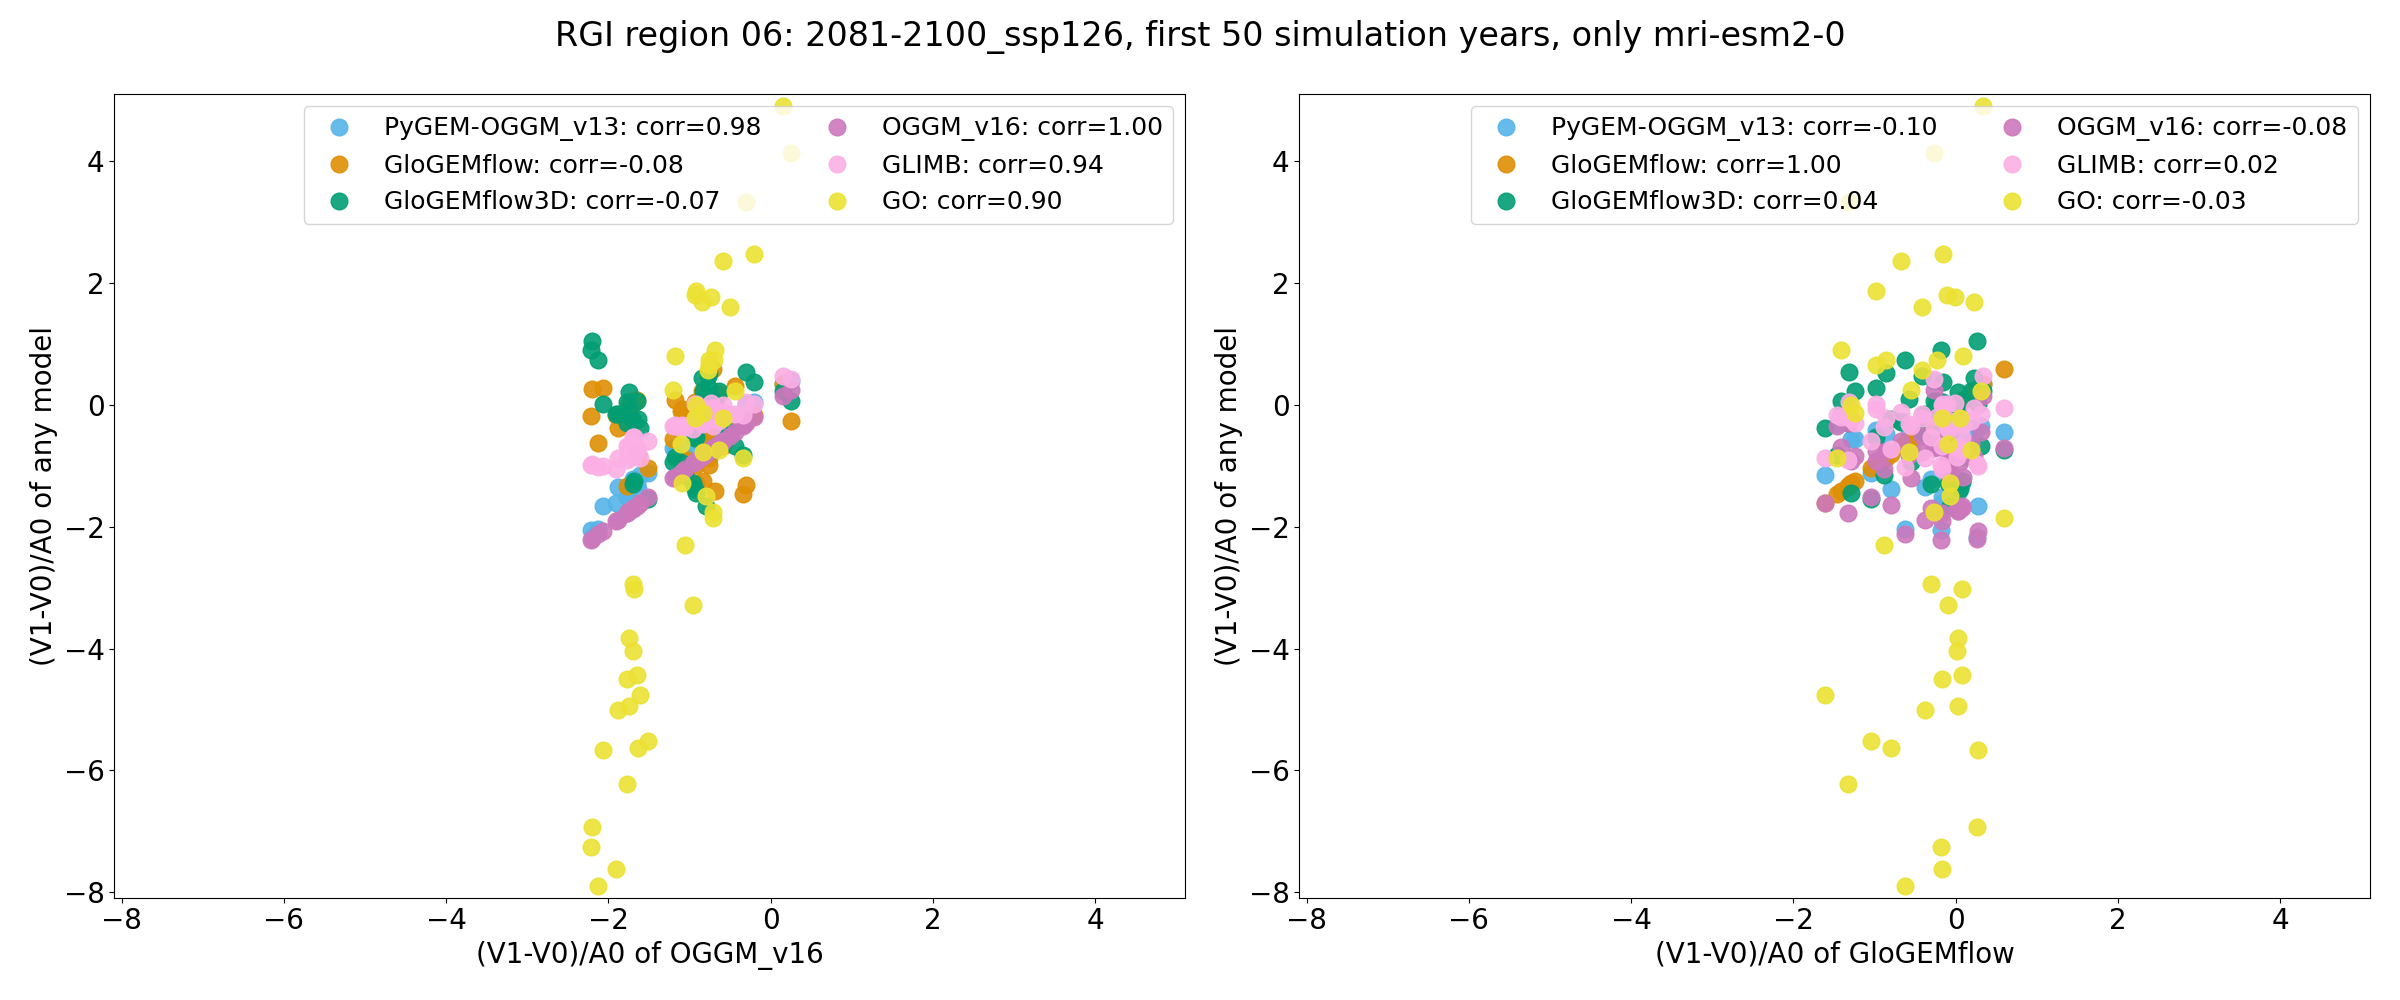 RGI region 06: 2081-2100_ssp126, first 50 simulation years, only mri-esm2-0
PyGEM-OGGM_v13: corr=0.98
GloGEMflow: corr=-0.08
GloGEMflow3D: corr=-0.07
OGGM_v16: corr=1.00
GLIMB: corr=0.94
GO: corr=0.90
4
2
0
−2
−4
−6
−8
(V1-V0)/A0 of any model
−8 −6 −4 −2 0 2 4
(V1-V0)/A0 of OGGM_v16
PyGEM-OGGM_v13: corr=-0.10
GloGEMflow: corr=1.00
GloGEMflow3D: corr=0.04
OGGM_v16: corr=-0.08
GLIMB: corr=0.02
GO: corr=-0.03
4
2
0
−2
−4
−6
−8
(V1-V0)/A0 of any model
−8 −6 −4 −2 0 2 4
(V1-V0)/A0 of GloGEMflow